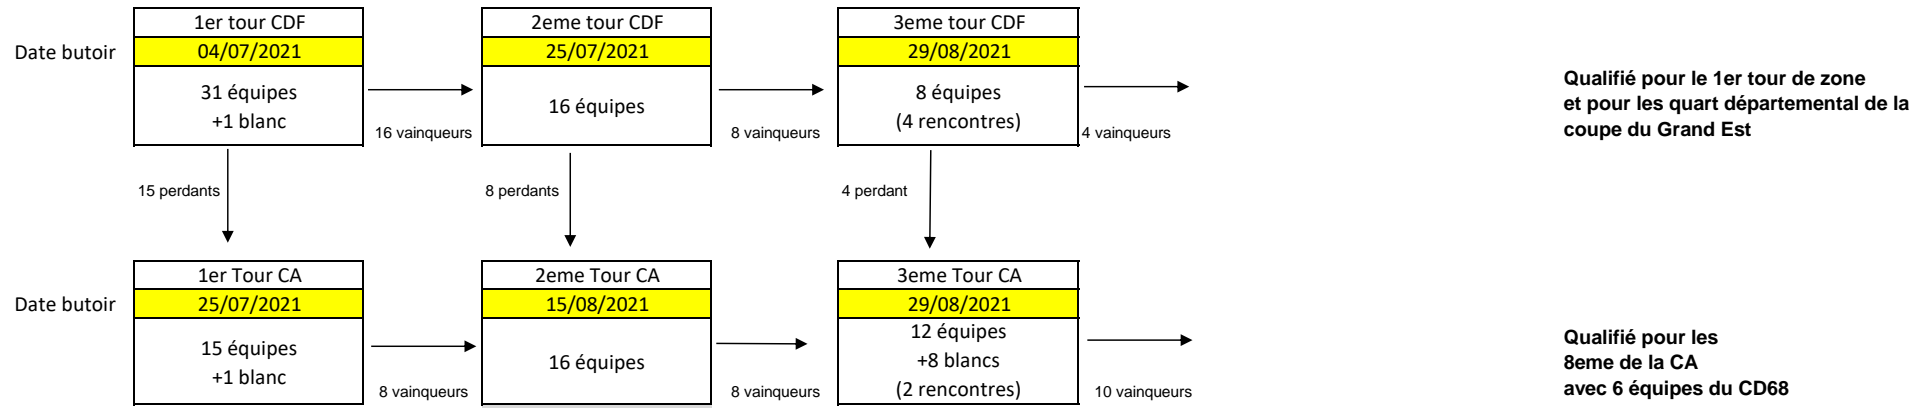 1er tour CDF
2eme tour CDF
3eme tour CDF
Date butoir
04/07/2021
25/07/2021
29/08/2021
31 équipes
+1 blanc
16 équipes
8 équipes
(4 rencontres)
16 vainqueurs
8 vainqueurs
4 vainqueurs
Qualifié pour le 1er tour de zone
et pour les quart départemental de la
coupe du Grand Est
15 perdants
8 perdants
4 perdant
1er Tour CA
2eme Tour CA
3eme Tour CA
Date butoir
25/07/2021
15/08/2021
29/08/2021
15 équipes
+1 blanc
16 équipes
12 équipes
+8 blancs
(2 rencontres)
8 vainqueurs
8 vainqueurs
10 vainqueurs
Qualifié pour les
8eme de la CA
avec 6 équipes du CD68